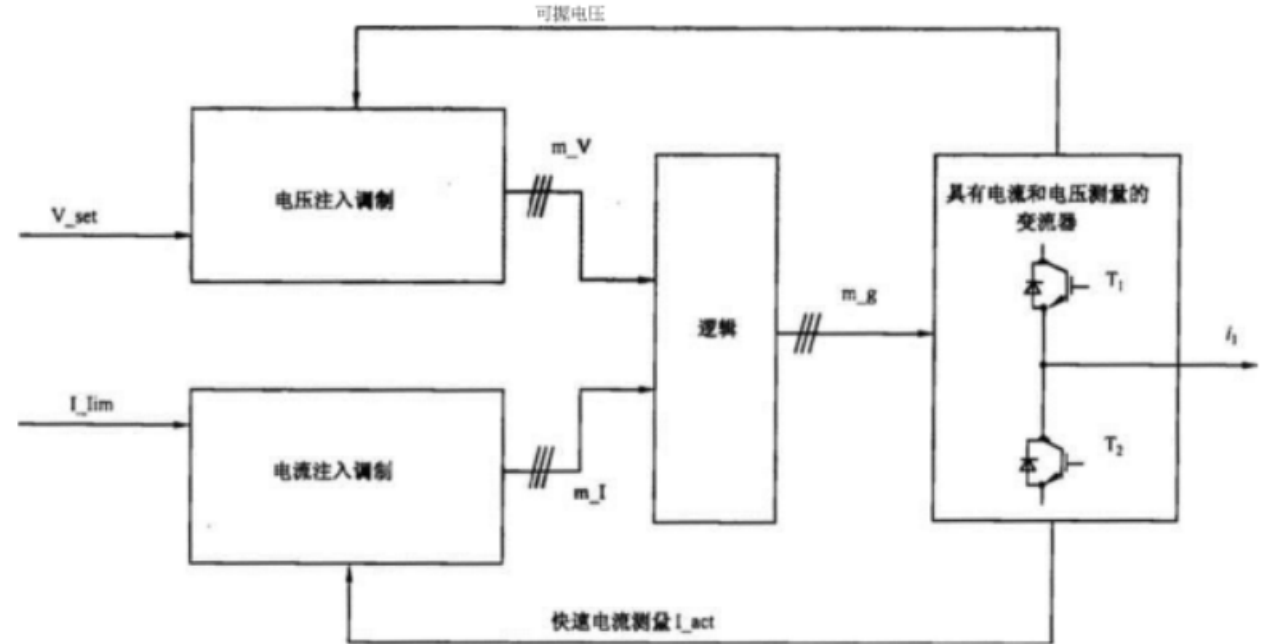 可握电压
m_V
电压注入调制
V_set
具有电流和电压测量的
变流器
T1
m_g
逻辑
i1
I_lim
T2
电流注入调制
m_I
快速电流测量 I_act